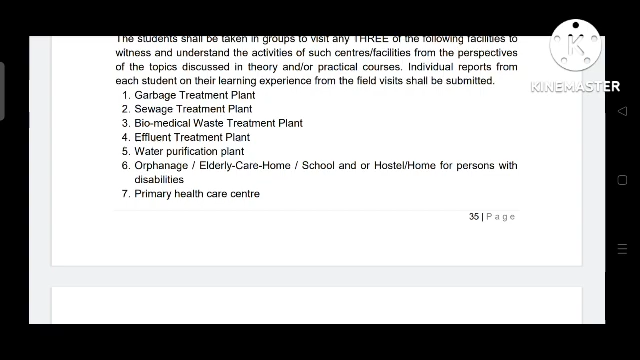 The students shall be taken in groups to visit any THREE of the following facilities to
witness and understand the activities of such centres/facilities from the perspectives
of the topics discussed in theory and/or practical courses. Individual reports from
each student on their learning experience from the field visits shall be submitted.
1. Garbage Treatment Plant
2. Sewage Treatment Plant
3. Bio-medical Waste Treatment Plant
4. Effluent Treatment Plant
5. Water purification plant
6. Orphanage / Elderly-Care-Home / School and or Hostel/Home for persons with
disabilities
7. Primary health care centre
35 | Page
K
KINEMASTER